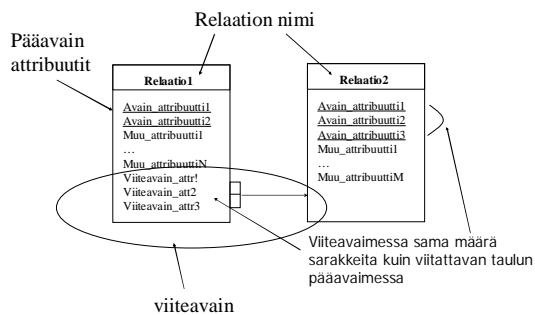 Relaation nimi
Pääavain
attribuutit
Relaatio1
Avain_attribuutti1
Avain_attribuutti2
Muu_attribuutti1
…
Muu_attribuuttiN
Viiteavain_attr!
Viiteavain_att2
Viiteavain_attr3
Relaatio2
Avain_attribuutti1
Avain_attribuutti2
Avain_attribuutti3
Muu_attribuutti1
…
Muu_attribuuttiM
Viiteavaimessa sama määrä
sarakkeita kuin viitattavan taulun
pääavaimessa
viiteavain